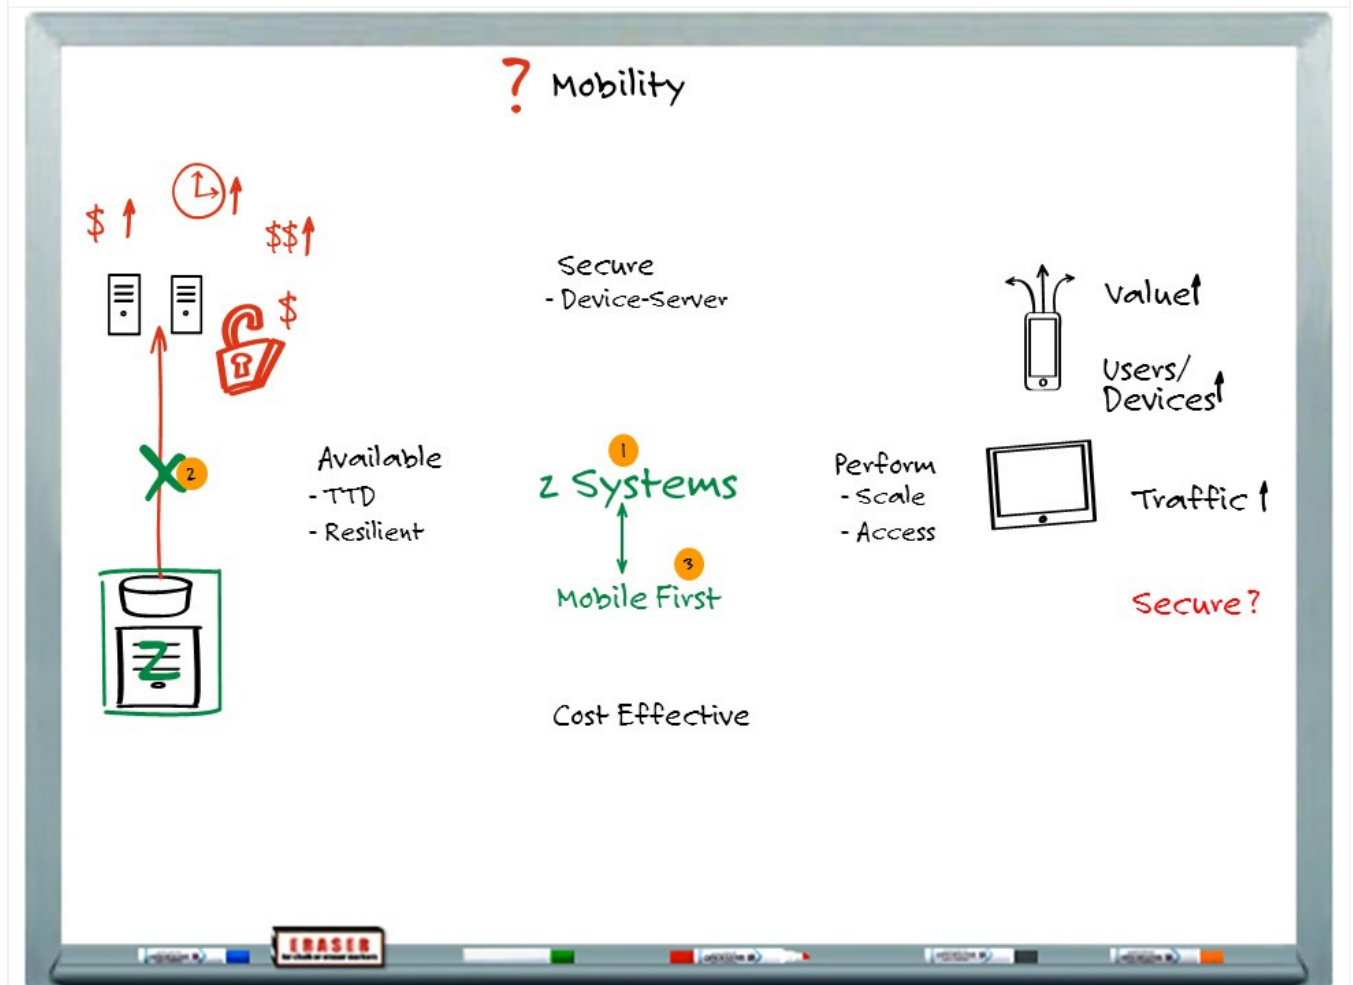 ? Mobility
$
$$
$
Secure
- Device-Server
Value
Users/
Devices
Available
- TTD
- Resilient
2
1
z Systems
3
Mobile First
Perform
- Scale
- Access
Traffic
Secure?
Z
Cost Effective
ERASER